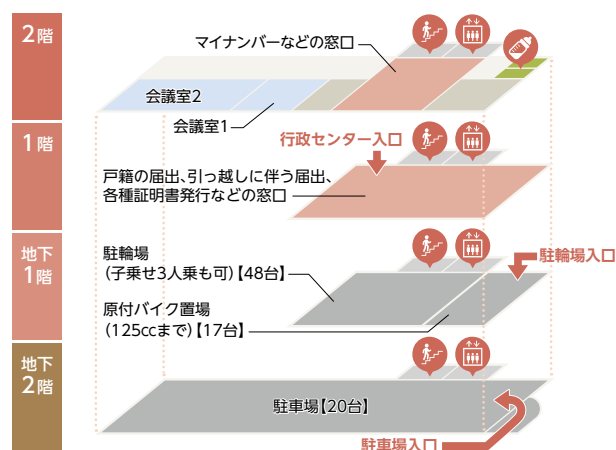 2階
マイナンバーなどの窓口
会議室2
会議室1
1階
行政センター入口
戸籍の届出、引っ越しに伴う届出、
各種証明書発行などの窓口
地下
1階
駐輪場
(子乗せ3人乗も可)【48台】
駐輪場入口
原付バイク置場
(125ccまで)【17台】
地下
2階
駐車場【20台】
駐車場入口